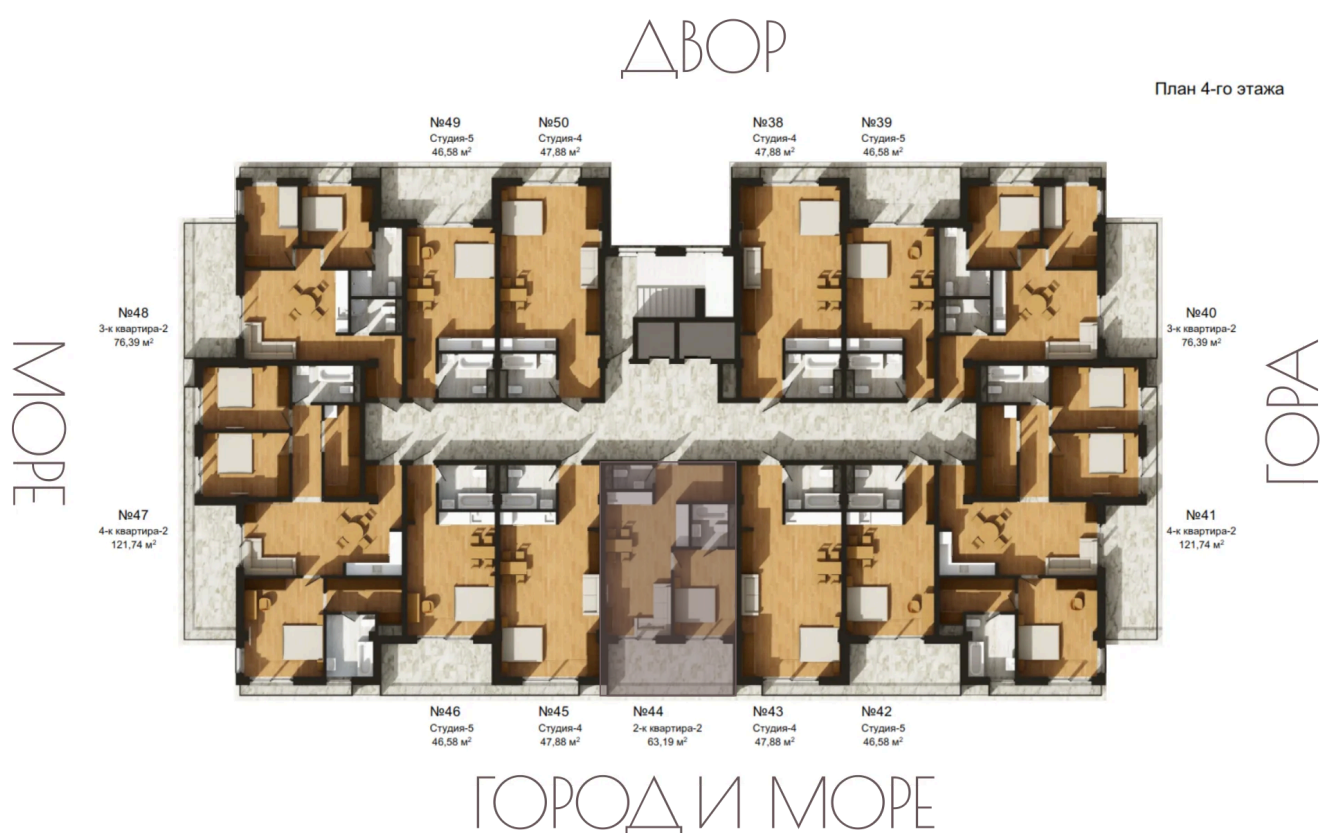 ДВОР
План 4-го этажа
№49
Студия-5
46,58 м²
№50
Студия-4
47,88 м²
№38
Студия-4
47,88 м²
№39
Студия-5
46,58 м²
№48
3-к квартира-2
76,39 м²
№40
3-к квартира-2
76,39 м²
МОРЕ
ГОРА
№47
4-к квартира-2
121,74 м²
№41
4-к квартира-2
121,74 м²
№46
Студия-5
46,58 м²
№45
Студия-4
47,88 м²
№44
2-к квартира-2
63,19 м²
№43
Студия-4
47,88 м²
№42
Студия-5
46,58 м²
ГОРОД И МОРЕ